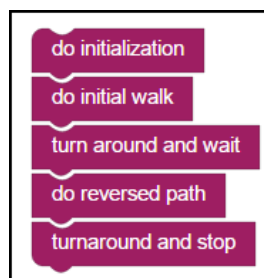 do initialization
do initial walk
turn around and wait
do reversed path
turnaround and stop